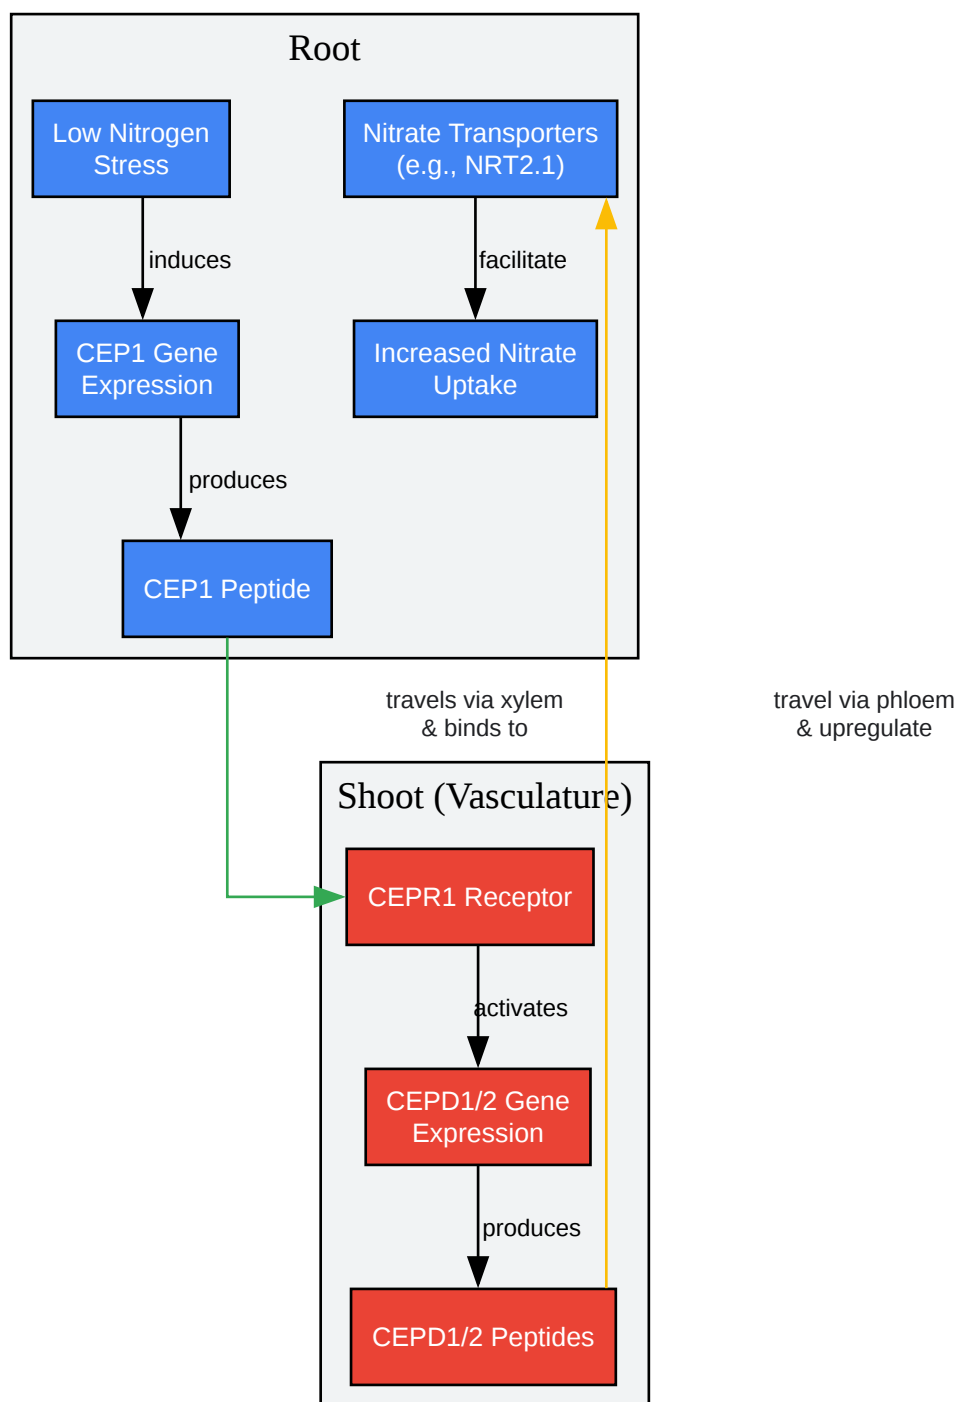 Root
Low Nitrogen
Stress
Nitrate Transporters
(e.g., NRT2.1)
induces
facilitate
CEP1 Gene
Expression
Increased Nitrate
Uptake
produces
CEP1 Peptide
travels via xylem
& binds to
travel via phloem
& upregulate
Shoot (Vasculature)
CEPR1 Receptor
activates
CEPD1/2 Gene
Expression
produces
CEPD1/2 Peptides